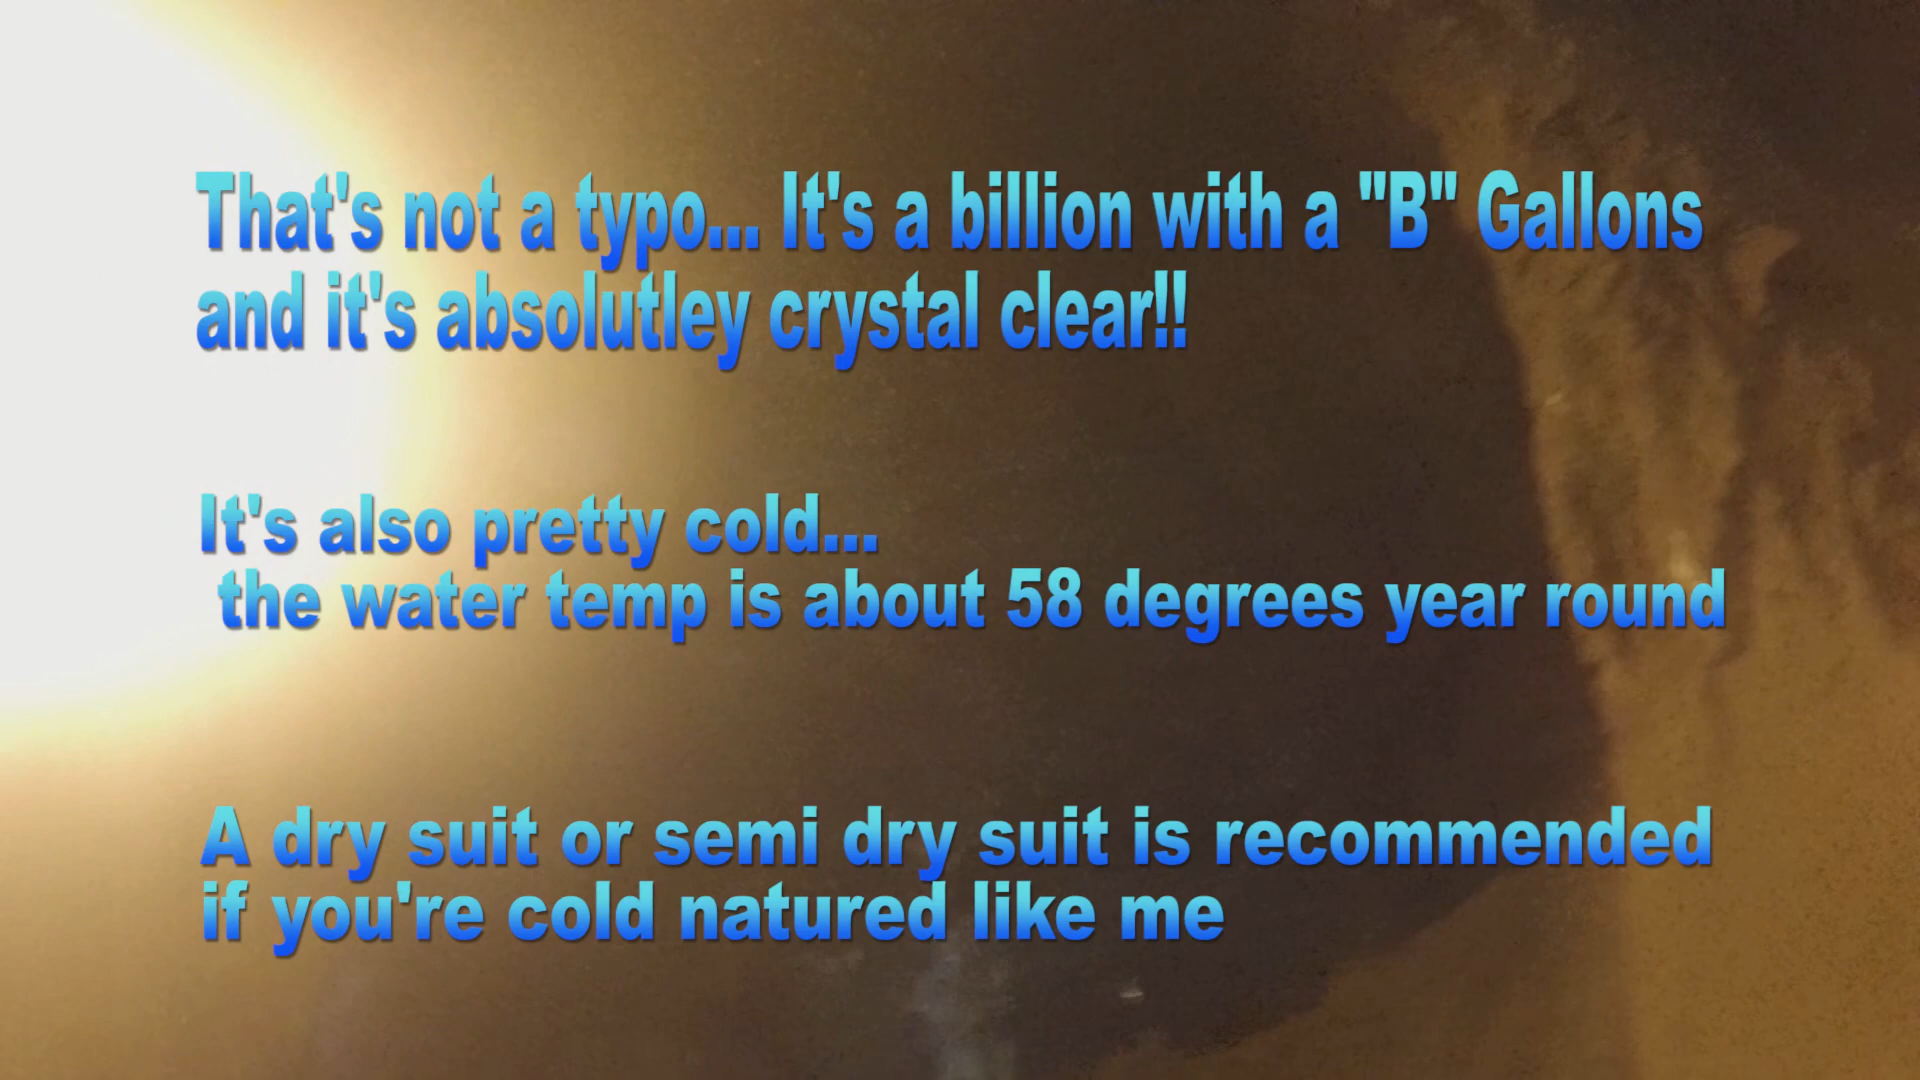 That's not a typo... It's a billion with a "B" Gallons
and it's absolutley crystal clear!!
It's also pretty cold...
the water temp is about 58 degrees year round
A dry suit or semi dry suit is recommended
if you're cold natured like me